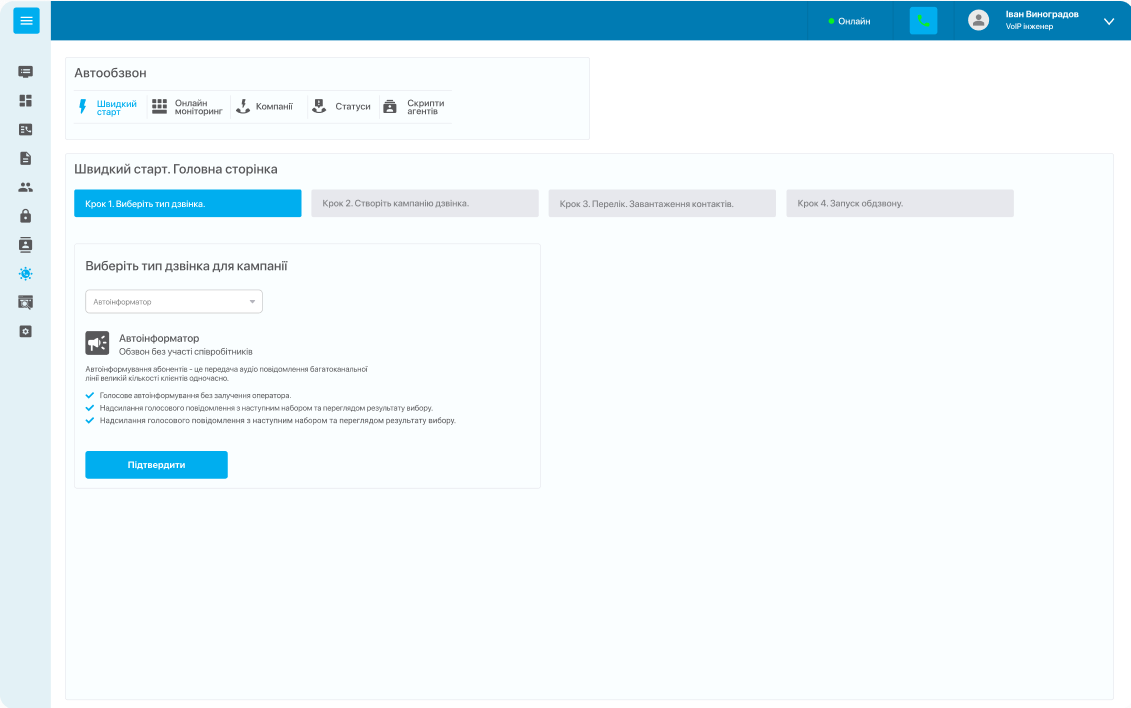 Онлайн
Іван Виноградов
VoIP інженер
Автообзвон
Швидкий
старт
Онлайн
моніторинг
Компанії
Статуси
Скрипти
агентів
Швидкий старт. Головна сторінка
Крок 1. Виберіть тип дзвінка.
Крок 2. Створіть кампанію дзвінка.
Крок 3. Перелік. Завантаження контактів.
Крок 4. Запуск обдзвону.
Виберіть тип дзвінка для кампанії
Автоінформатор
Автоінформатор
Обзвон без участі співробітників
Автоінформування абонентів - це передача аудіо повідомлення багатоканальної
лінії великій кількості клієнтів одночасно.
Голосове автоінформування без залучення оператора.
Надсилання голосового повідомлення з наступним набором та переглядом результату вибору.
Надсилання голосового повідомлення з наступним набором та переглядом результату вибору.
Підтвердити